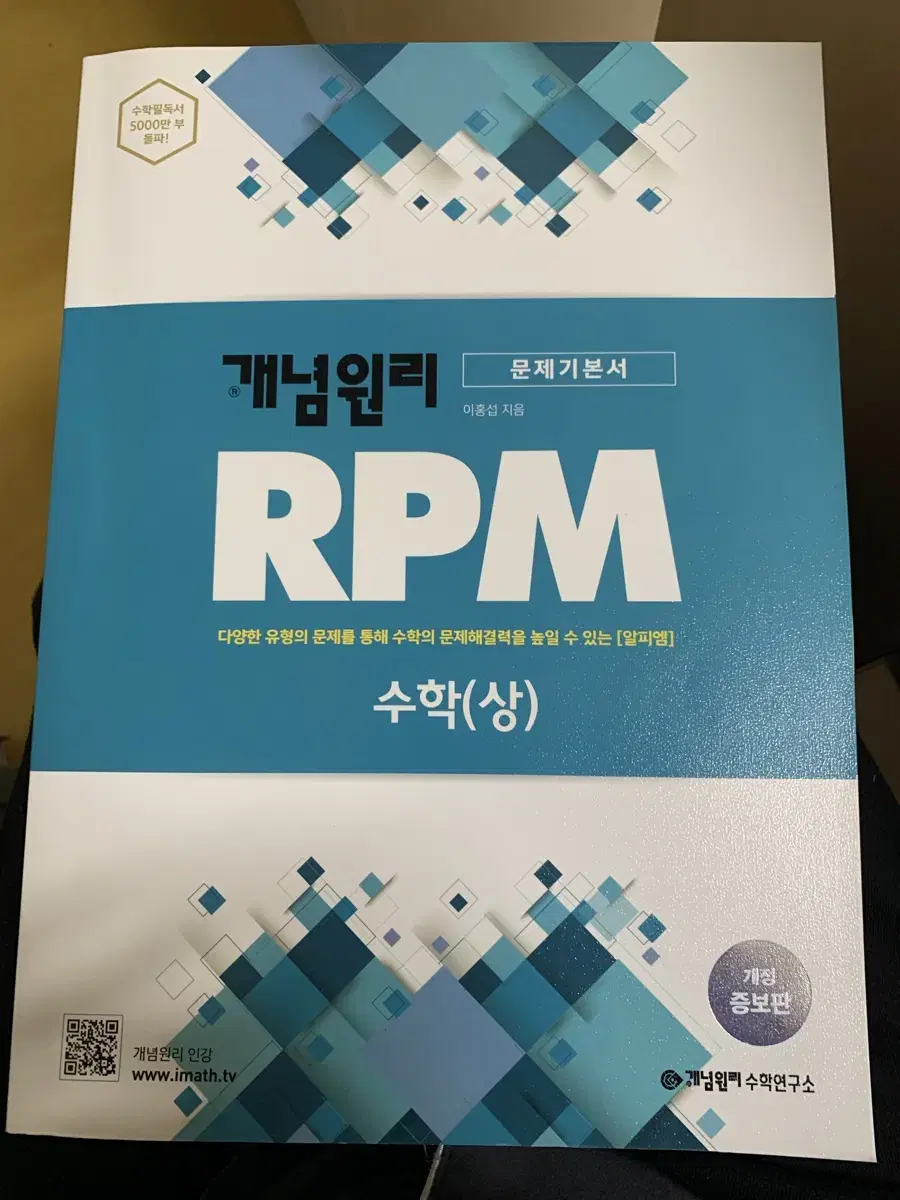 수학필독서
5000만 부
돌파!
개념원리
®
문제기본서
이홍섭 지음
RPM
다양한 유형의 문제를 통해 수학의 문제해결력을 높일 수 있는 [알피엠]
수학(상)
개정
증보판
개념원리 인강
www.imath.tv
개념원리 수학연구소